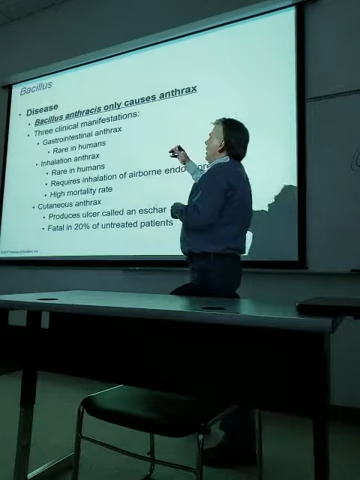 Bacillus
Disease
Bacillus anthracis only causes anthrax
Three clinical manifestations:
Gastrointestinal anthrax
Rare in humans
Inhalation anthrax
Rare in humans
Requires inhalation of airborne
High mortality rate
Cutaneous anthrax
Produces ulcer called an eschar
Fatal in 20% of untreated patients